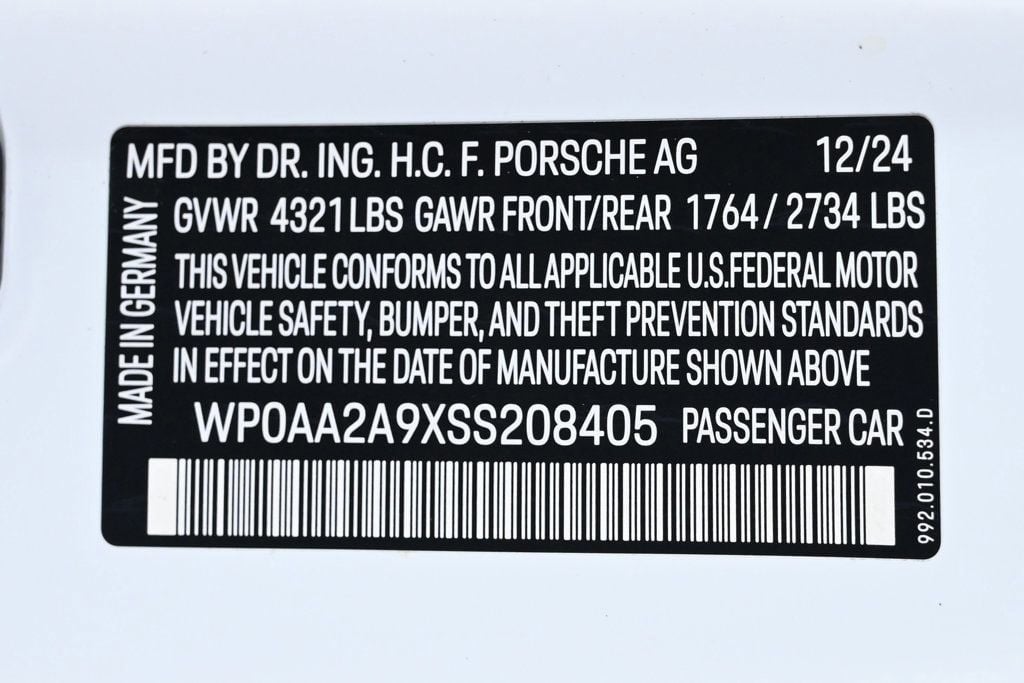 MFD BY DR. ING. H.C. F. PORSCHE AG 12/24
GVWR 4321 LBS GAWR FRONT/REAR 1764 / 2734 LBS
THIS VEHICLE CONFORMS TO ALL APPLICABLE U.S.FEDERAL MOTOR
VEHICLE SAFETY, BUMPER, AND THEFT PREVENTION STANDARDS
IN EFFECT ON THE DATE OF MANUFACTURE SHOWN ABOVE
WP0AA2A9XSS208405 PASSENGER CAR
MADE IN GERMANY
992.010.534.D